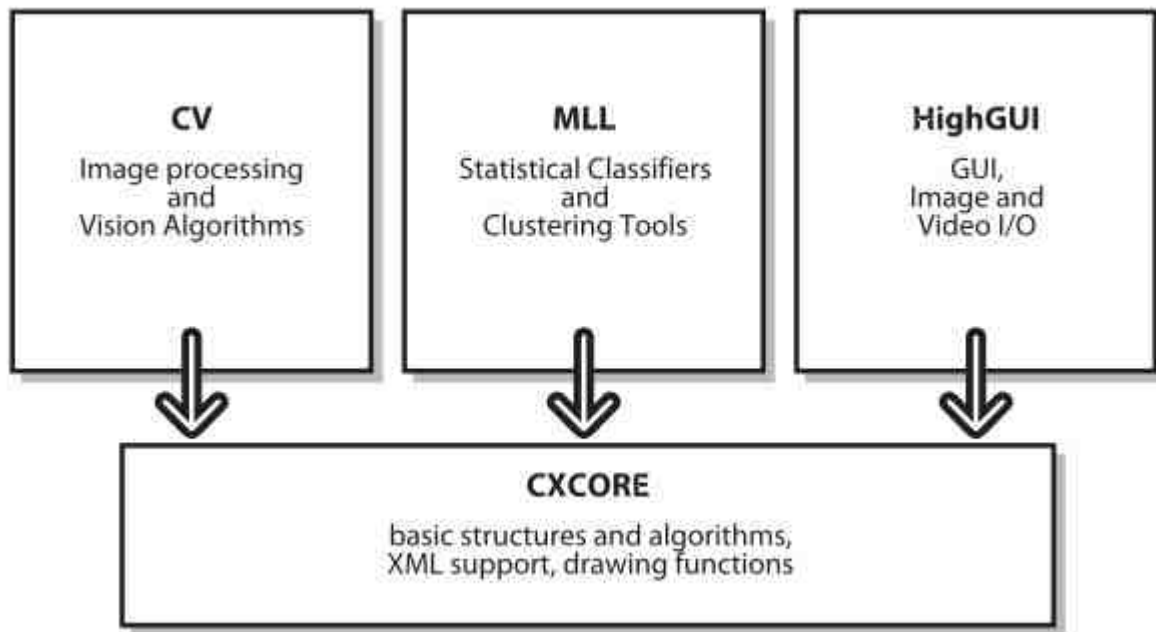 CV
Image processing
and
Vision Algorithms
MLL
Statistical Classifiers
and
Clustering Tools
HighGUI
GUI,
Image and
Video I/O
CXCORE
basic structures and algorithms,
XML support, drawing functions